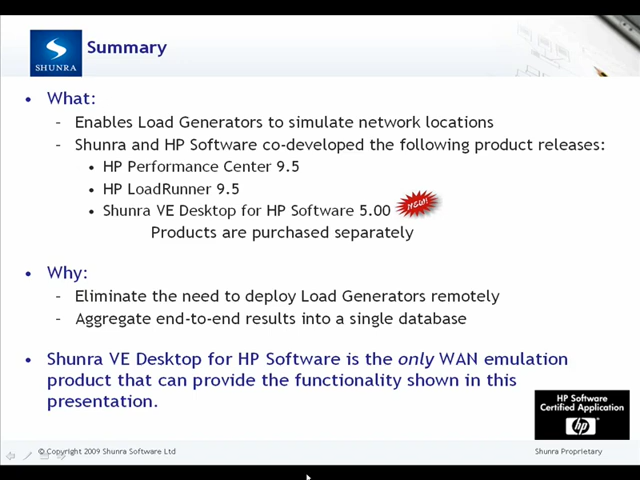 SHUNRA
Summary
• What:
- Enables Load Generators to simulate network locations
- Shunra and HP Software co-developed the following product releases:
• HP Performance Center 9.5
• HP LoadRunner 9.5
• Shunra VE Desktop for HP Software 5.00
NEW!
Products are purchased separately
• Why:
- Eliminate the need to deploy Load Generators remotely
- Aggregate end-to-end results into a single database
• Shunra VE Desktop for HP Software is the only WAN emulation
product that can provide the functionality shown in this
presentation.
HP Software
Certified Application
hp
© Copyright 2009 Shunra Software Ltd
Shunra Proprietary